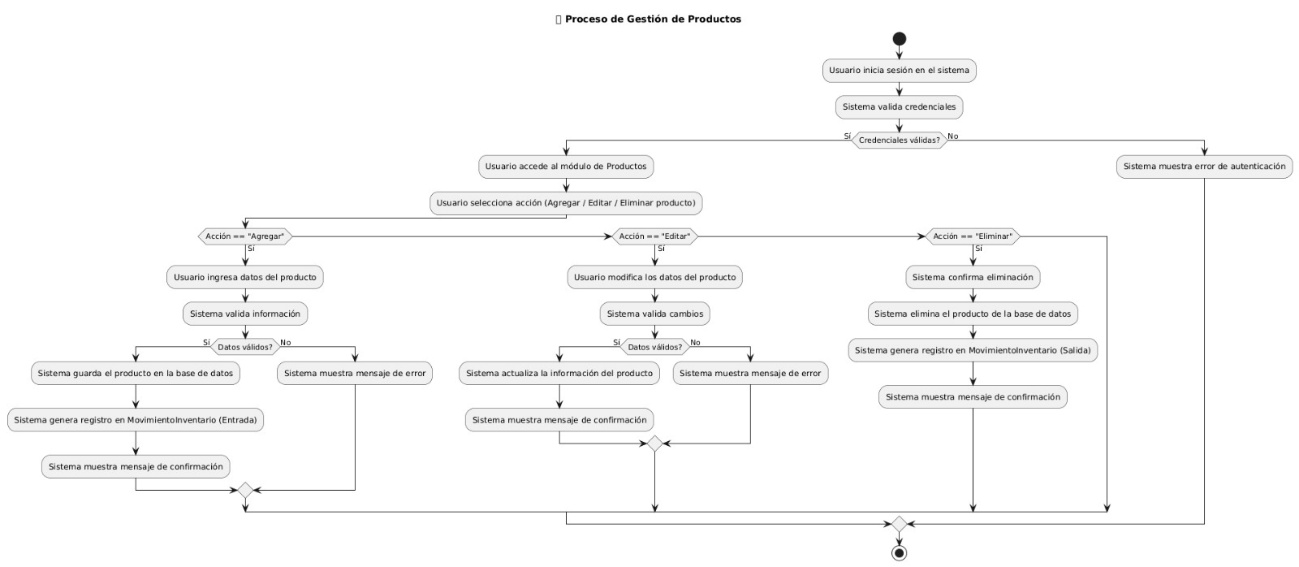 Proceso de Gestión de Productos
Usuario inicia sesión en el sistema
Sistema valida credenciales
Sí
Credenciales válidas?
No
Usuario accede al módulo de Productos
Sistema muestra error de autenticación
Usuario selecciona acción (Agregar / Editar / Eliminar producto)
Acción == "Agregar"
Sí
Acción == "Editar"
Sí
Acción == "Eliminar"
Sí
Usuario ingresa datos del producto
Sistema valida información
Sí
Datos válidos?
No
Sistema guarda el producto en la base de datos
Sistema muestra mensaje de error
Sistema genera registro en MovimientoInventario (Entrada)
Sistema muestra mensaje de confirmación
Usuario modifica los datos del producto
Sistema valida cambios
Sí
Datos válidos?
No
Sistema actualiza la información del producto
Sistema muestra mensaje de error
Sistema muestra mensaje de confirmación
Sistema confirma eliminación
Sistema elimina el producto de la base de datos
Sistema genera registro en MovimientoInventario (Salida)
Sistema muestra mensaje de confirmación